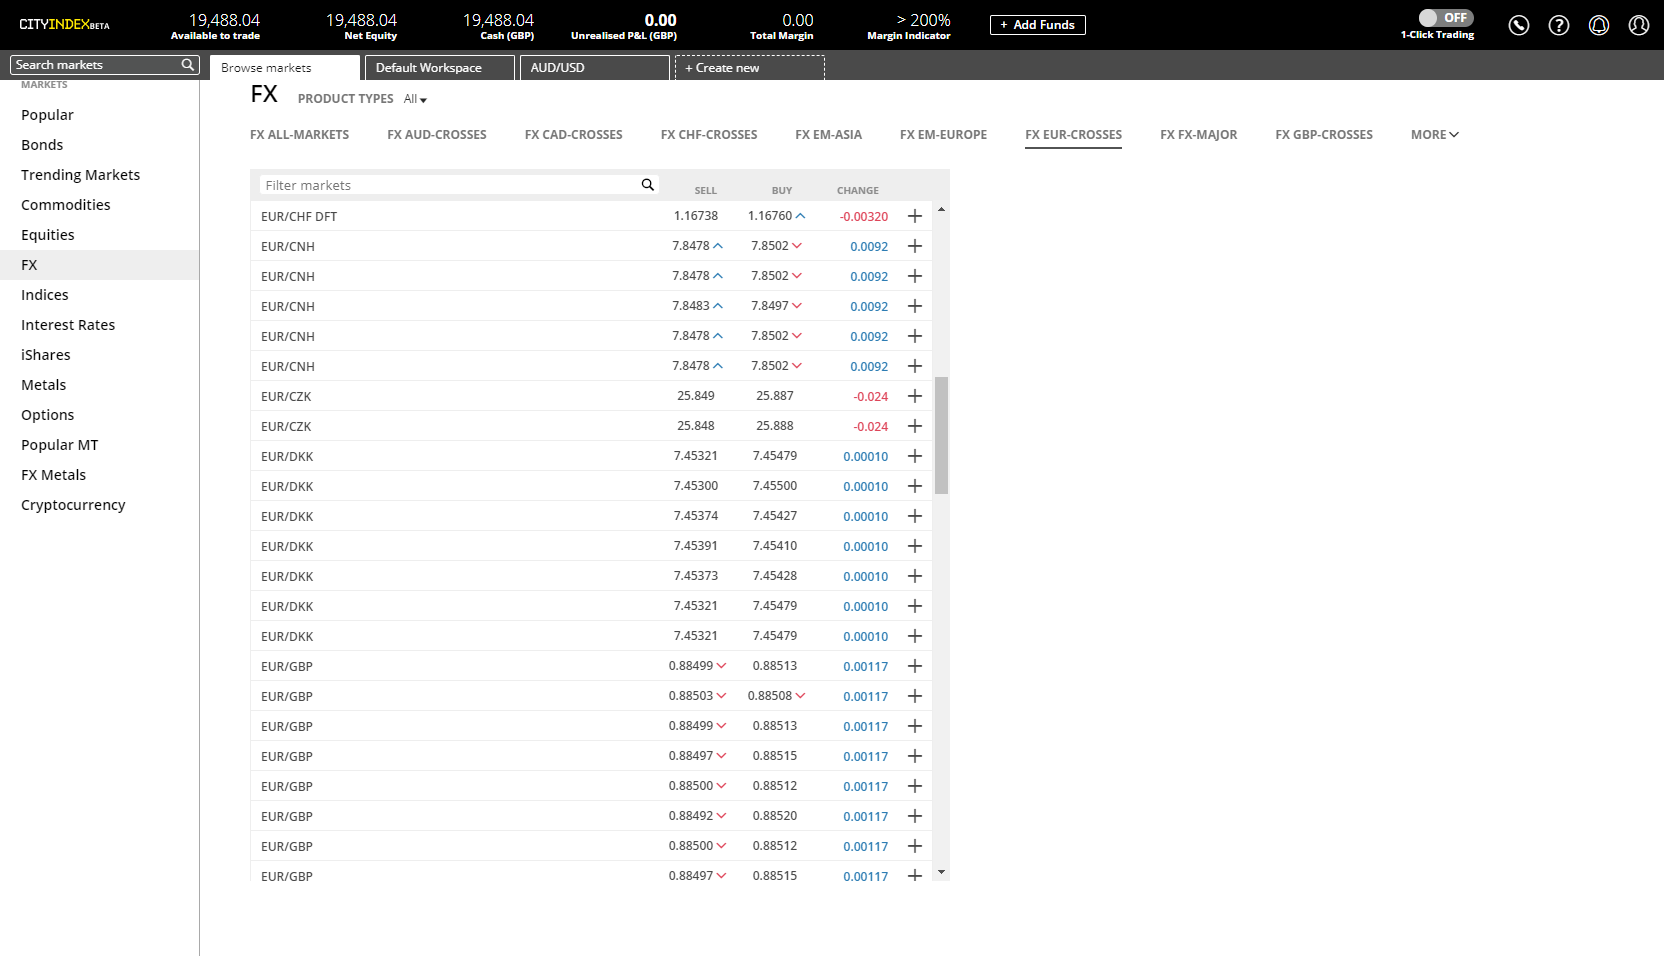 CITYINDEXBETA
19,488.04 19,488.04 19,488.04 0.00 0.00 > 200%
Available to trade Net Equity Cash (GBP) Unrealised P&L (GBP) Total Margin Margin Indicator
+ Add Funds
OFF
1-Click Trading
Search markets
Browse markets Default Workspace AUD/USD + Create new
MARKETS
Popular
Bonds
Trending Markets
Commodities
Equities
FX
Indices
Interest Rates
iShares
Metals
Options
Popular MT
FX Metals
Cryptocurrency
FX PRODUCT TYPES All
FX ALL-MARKETS FX AUD-CROSSES FX CAD-CROSSES FX CHF-CROSSES FX EM-ASIA FX EM-EUROPE FX EUR-CROSSES FX FX-MAJOR FX GBP-CROSSES MORE
Filter markets SELL BUY CHANGE
EUR/CHF DFT 1.16738 1.16760 -0.00320 +
EUR/CNH 7.8478 7.8502 0.0092 +
EUR/CNH 7.8478 7.8502 0.0092 +
EUR/CNH 7.8483 7.8497 0.0092 +
EUR/CNH 7.8478 7.8502 0.0092 +
EUR/CNH 7.8478 7.8502 0.0092 +
EUR/CZK 25.849 25.887 -0.024 +
EUR/CZK 25.848 25.888 -0.024 +
EUR/DKK 7.45321 7.45479 0.00010 +
EUR/DKK 7.45300 7.45500 0.00010 +
EUR/DKK 7.45374 7.45427 0.00010 +
EUR/DKK 7.45391 7.45410 0.00010 +
EUR/DKK 7.45373 7.45428 0.00010 +
EUR/DKK 7.45321 7.45479 0.00010 +
EUR/DKK 7.45321 7.45479 0.00010 +
EUR/GBP 0.88499 0.88513 0.00117 +
EUR/GBP 0.88503 0.88508 0.00117 +
EUR/GBP 0.88499 0.88513 0.00117 +
EUR/GBP 0.88497 0.88515 0.00117 +
EUR/GBP 0.88500 0.88512 0.00117 +
EUR/GBP 0.88492 0.88520 0.00117 +
EUR/GBP 0.88500 0.88512 0.00117 +
EUR/GBP 0.88497 0.88515 0.00117 +